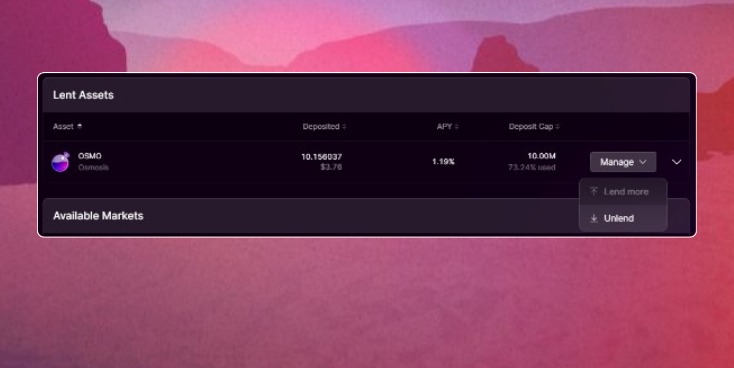 Lent Assets
Asset Deposited APY Deposit Cap
OSMO 10.156037 1.19% 10.00M Manage
Osmosis $3.76 73.24% used
Lend more
Unlend
Available Markets